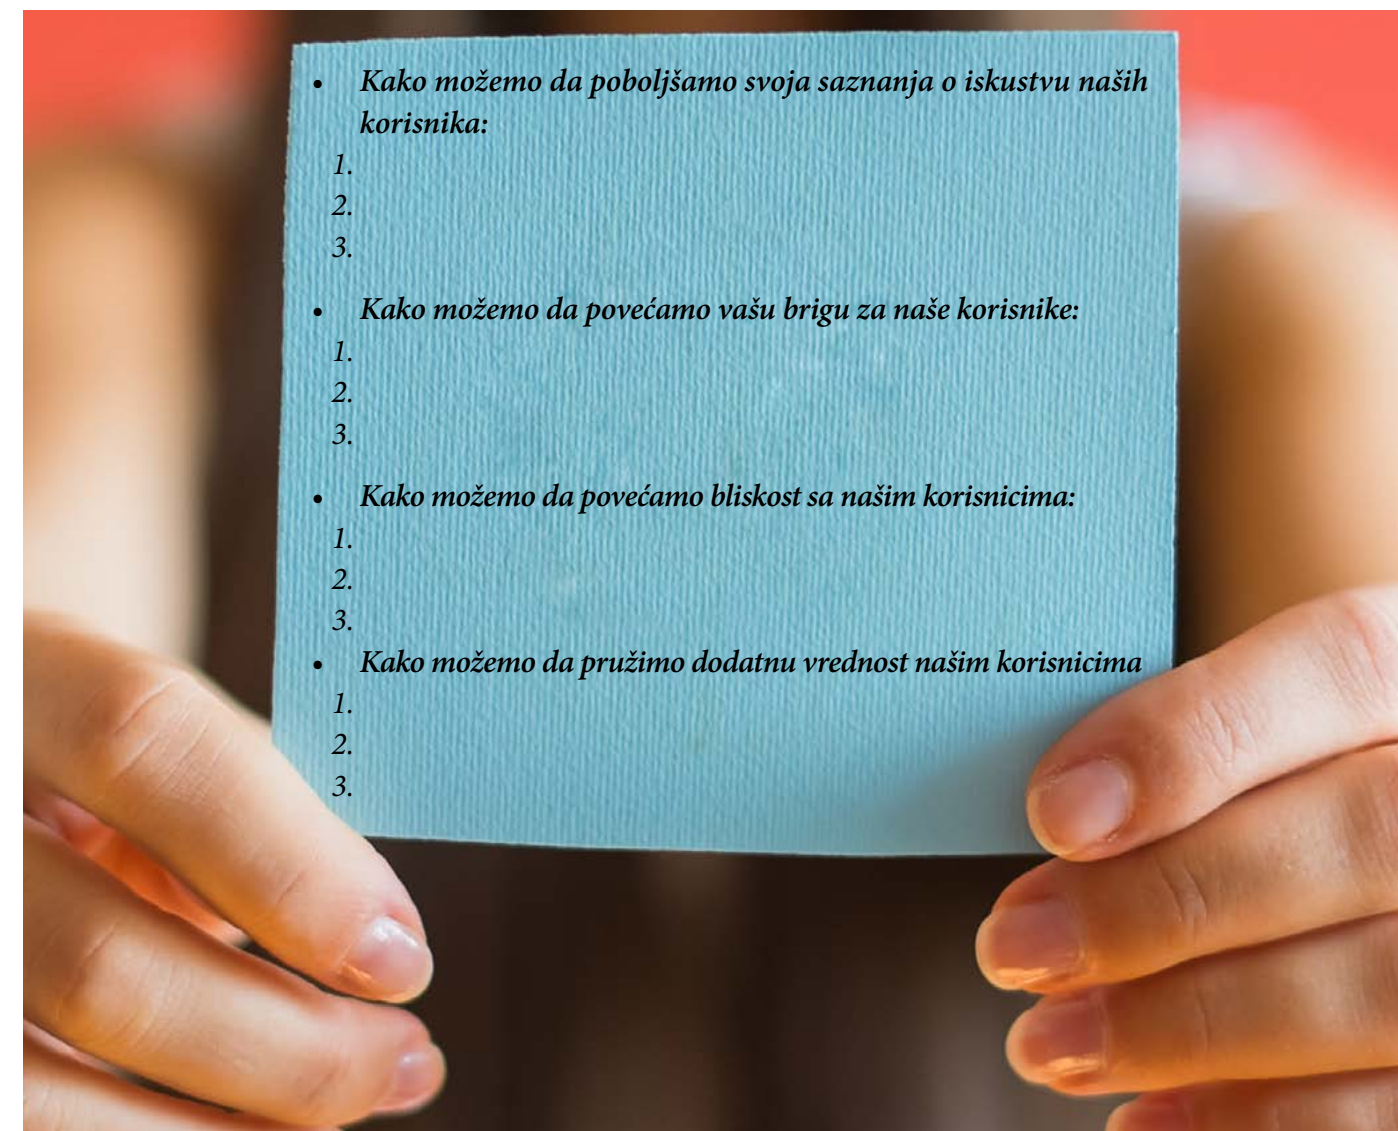 • Kako možemo da poboljšamo svoja saznanja o iskustvu naših
korisnika:
1.
2.
3.
• Kako možemo da povećamo vašu brigu za naše korisnike:
1.
2.
3.
• Kako možemo da povećamo bliskost sa našim korisnicima:
1.
2.
3.
• Kako možemo da pružimo dodatnu vrednost našim korisnicima
1.
2.
3.